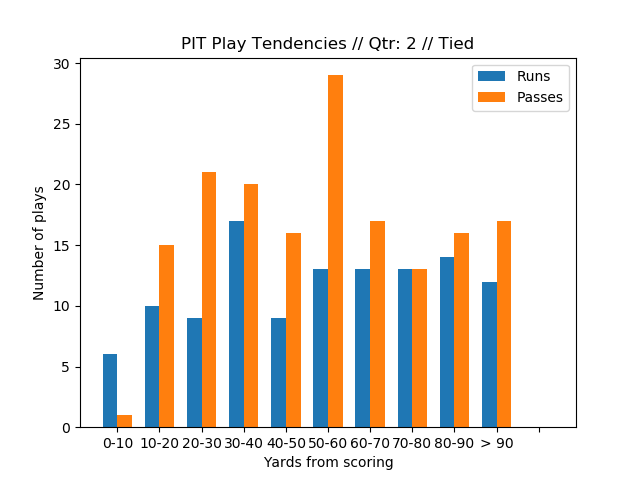 PIT Play Tendencies // Qtr: 2 // Tied
Runs
Passes
30
25
20
15
10
5
0
Number of plays
0-10 10-20 20-30 30-40 40-50 50-60 60-70 70-80 80-90 > 90
Yards from scoring